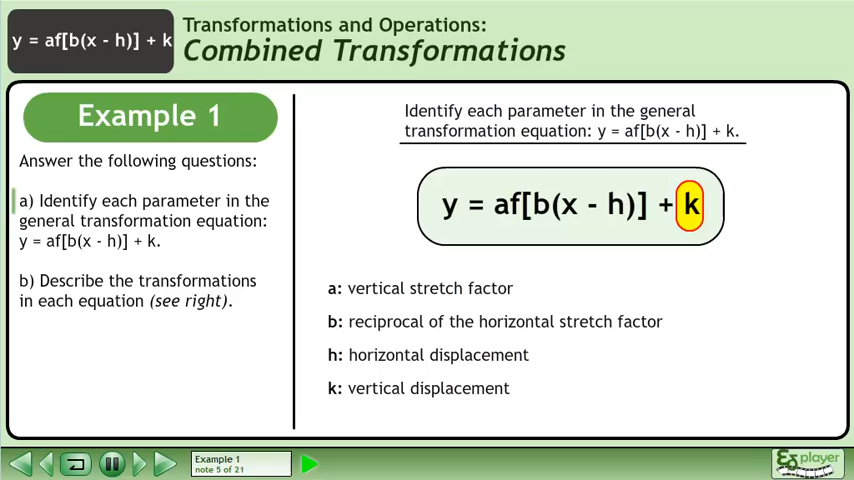 y = af[b(x - h)] + k
Transformations and Operations:
Combined Transformations
Example 1
Answer the following questions:
a) Identify each parameter in the
general transformation equation:
y = af[b(x - h)] + k.
b) Describe the transformations
in each equation (see right).
Identify each parameter in the general
transformation equation: y = af[b(x - h)] + k.
y = af[b(x - h)] + k
a: vertical stretch factor
b: reciprocal of the horizontal stretch factor
h: horizontal displacement
k: vertical displacement
Example 1
note 5 of 21
player